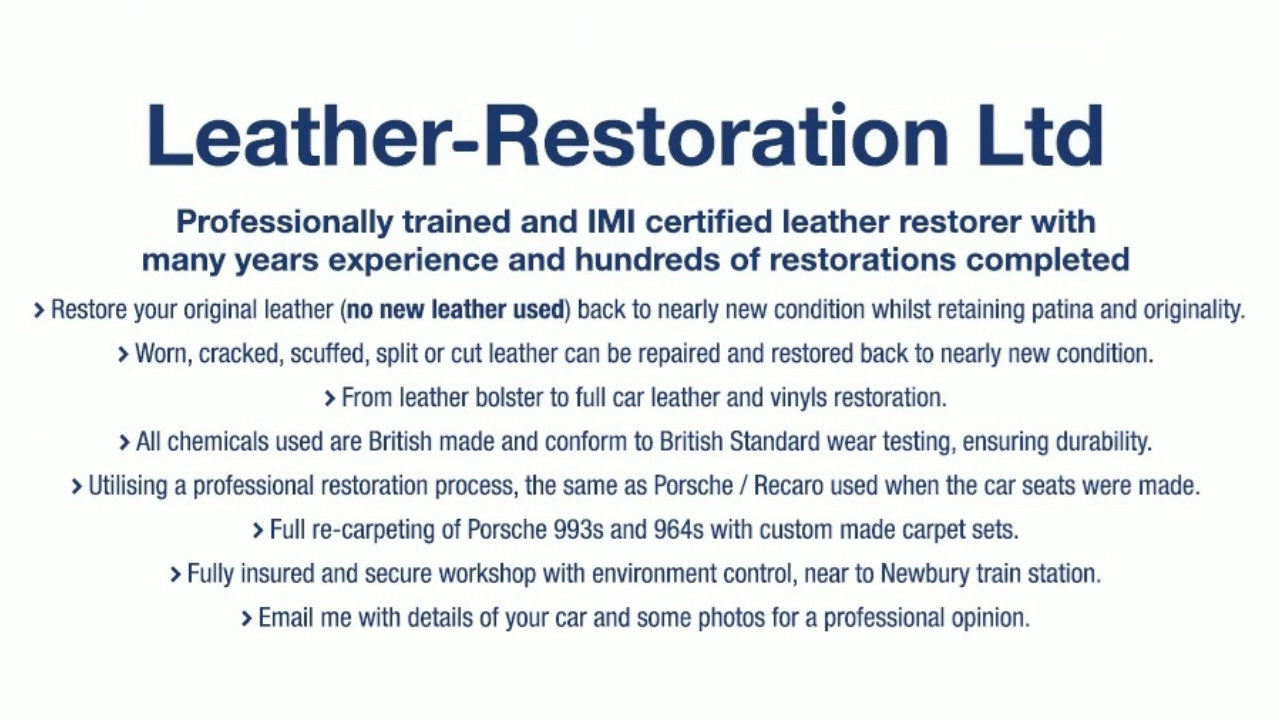 Leather-Restoration Ltd
Professionally trained and IMI certified leather restorer with
many years experience and hundreds of restorations completed
> Restore your original leather (no new leather used) back to nearly new condition whilst retaining patina and originality.
> Worn, cracked, scuffed, split or cut leather can be repaired and restored back to nearly new condition.
> From leather bolster to full car leather and vinyls restoration.
> All chemicals used are British made and conform to British Standard wear testing, ensuring durability.
> Utilising a professional restoration process, the same as Porsche / Recaro used when the car seats were made.
> Full re-carpeting of Porsche 993s and 964s with custom made carpet sets.
> Fully insured and secure workshop with environment control, near to Newbury train station.
> Email me with details of your car and some photos for a professional opinion.